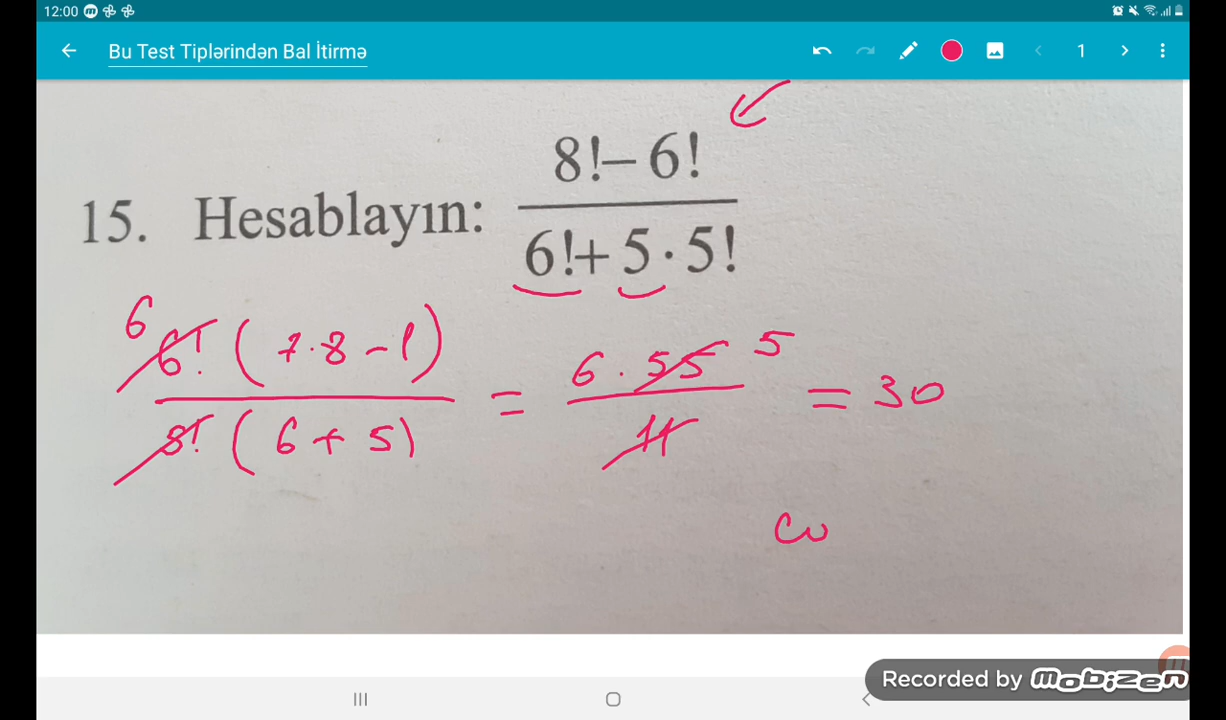 12:00
Bu Test Tiplərindən Bal İtirmə
1
8!– 6!
15. Hesablayın:
6!+ 5 · 5!
6
6! ( 7·8 – 1 )
5! ( 6 + 5 )
= 6 · 55 5
11
= 30
Recorded by mobizen